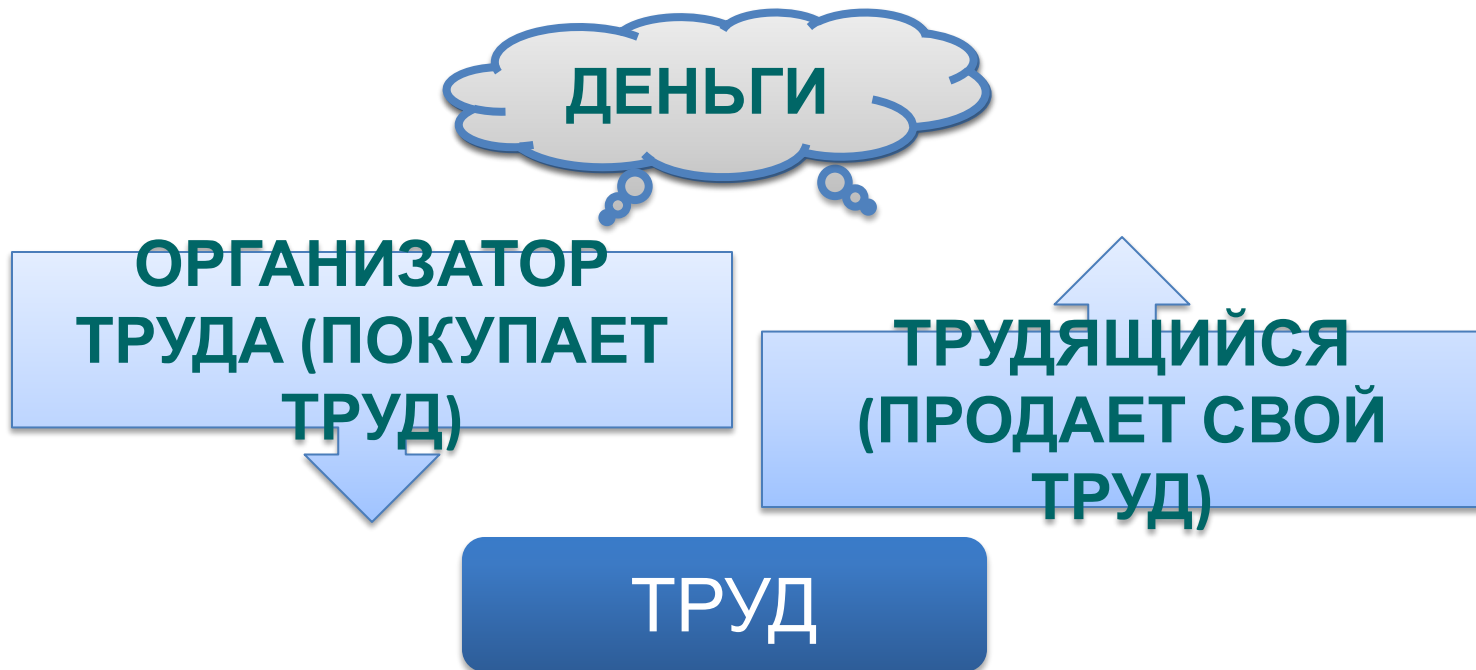 ДЕНЬГИ
ОРГАНИЗАТОР
ТРУДА (ПОКУПАЕТ
ТРУД)
ТРУДЯЩИЙСЯ
(ПРОДАЕТ СВОЙ
ТРУД)
ТРУД